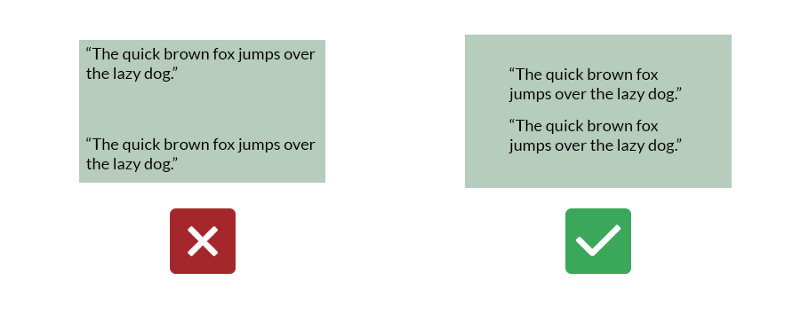 “The quick brown fox jumps over
the lazy dog.”
“The quick brown fox jumps over
the lazy dog.”
“The quick brown fox
jumps over the lazy dog.”
“The quick brown fox
jumps over the lazy dog.”